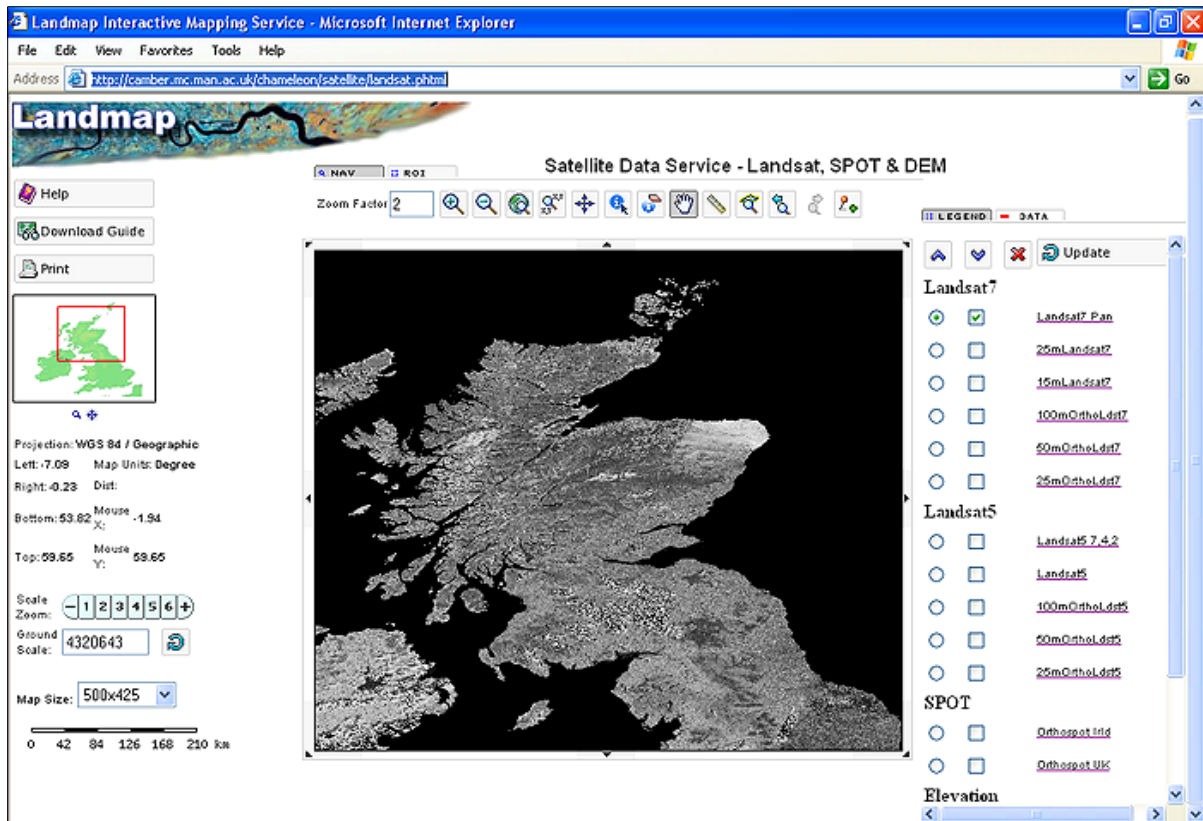 Landmap Interactive Mapping Service - Microsoft Internet Explorer
File Edit View Favorites Tools Help
Address http://camber.mc.man.ac.uk/chameleon/satellite/landsat.phtml Go
Landmap
Satellite Data Service - Landsat, SPOT & DEM
NAV ROI
Zoom Factor 2
Help
Download Guide
Print
Projection: WGS 84 / Geographic
Left: -7.09 Map Units: Degree
Right: -0.23 Dist:
Bottom: 53.82 Mouse X: -1.94
Top: 59.65 Mouse Y: 59.65
Scale Zoom: 1 2 3 4 5 6
Ground Scale: 4320643
Map Size: 500x425
0 42 84 126 168 210 km
LEGEND DATA
Update
Landsat7
Landsat7 Pan
25mLandsat7
15mLandsat7
100mOrthoLdst7
50mOrthoLdst7
25mOrthoLdst7
Landsat5
Landsat5 7,4,2
Landsat5
100mOrthoLdst5
50mOrthoLdst5
25mOrthoLdst5
SPOT
Orthospot Irld
Orthospot UK
Elevation